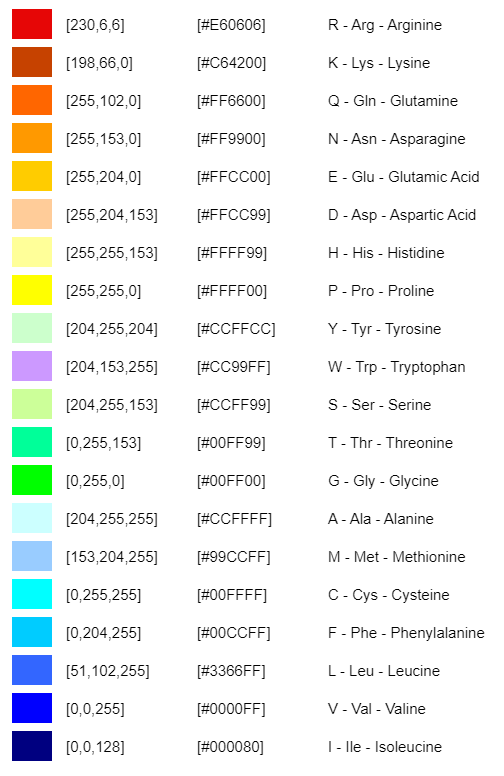 [230,6,6] [#E60606] R - Arg - Arginine
[198,66,0] [#C64200] K - Lys - Lysine
[255,102,0] [#FF6600] Q - Gln - Glutamine
[255,153,0] [#FF9900] N - Asn - Asparagine
[255,204,0] [#FFCC00] E - Glu - Glutamic Acid
[255,204,153] [#FFCC99] D - Asp - Aspartic Acid
[255,255,153] [#FFFF99] H - His - Histidine
[255,255,0] [#FFFF00] P - Pro - Proline
[204,255,204] [#CCFFCC] Y - Tyr - Tyrosine
[204,153,255] [#CC99FF] W - Trp - Tryptophan
[204,255,153] [#CCFF99] S - Ser - Serine
[0,255,153] [#00FF99] T - Thr - Threonine
[0,255,0] [#00FF00] G - Gly - Glycine
[204,255,255] [#CCFFFF] A - Ala - Alanine
[153,204,255] [#99CCFF] M - Met - Methionine
[0,255,255] [#00FFFF] C - Cys - Cysteine
[0,204,255] [#00CCFF] F - Phe - Phenylalanine
[51,102,255] [#3366FF] L - Leu - Leucine
[0,0,255] [#0000FF] V - Val - Valine
[0,0,128] [#000080] I - Ile - Isoleucine